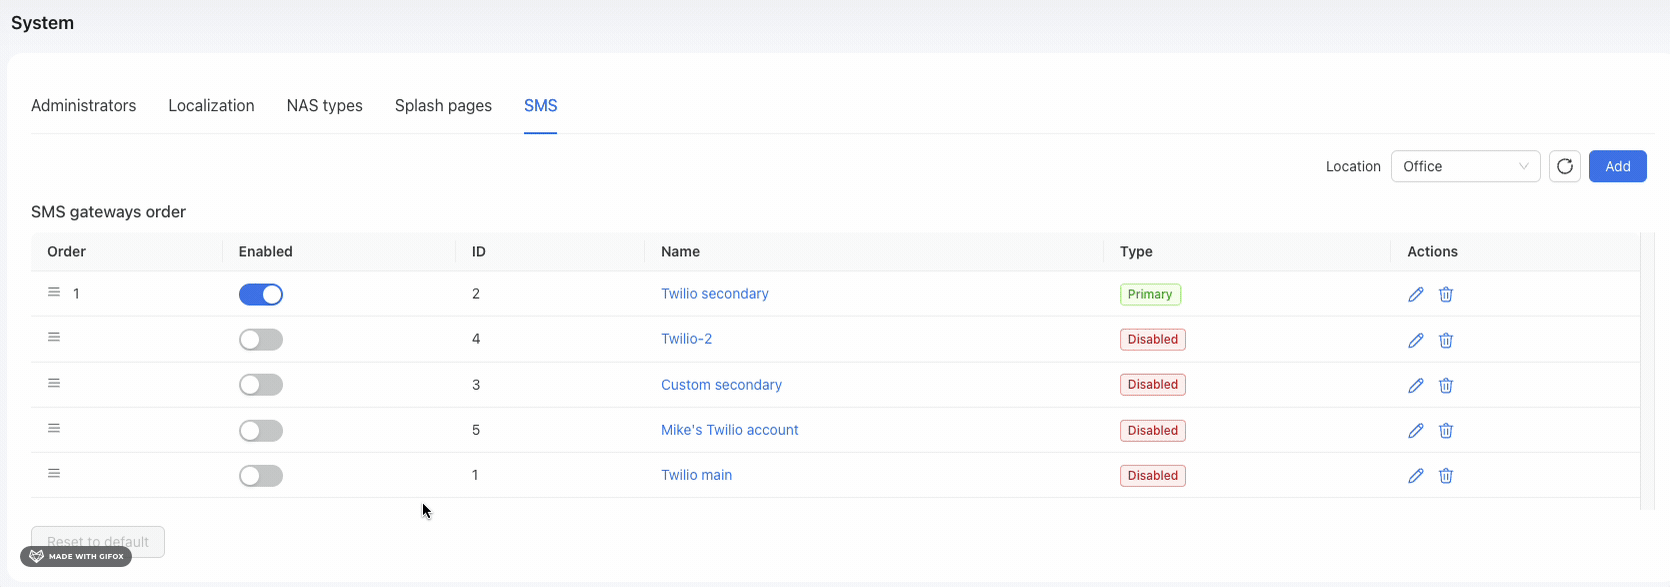 System
Administrators Localization NAS types Splash pages SMS
Location Office Add
SMS gateways order
Order Enabled ID Name Type Actions
1 2 Twilio secondary Primary
4 Twilio-2 Disabled
3 Custom secondary Disabled
5 Mike's Twilio account Disabled
1 Twilio main Disabled
Reset to default
MADE WITH GIFOX